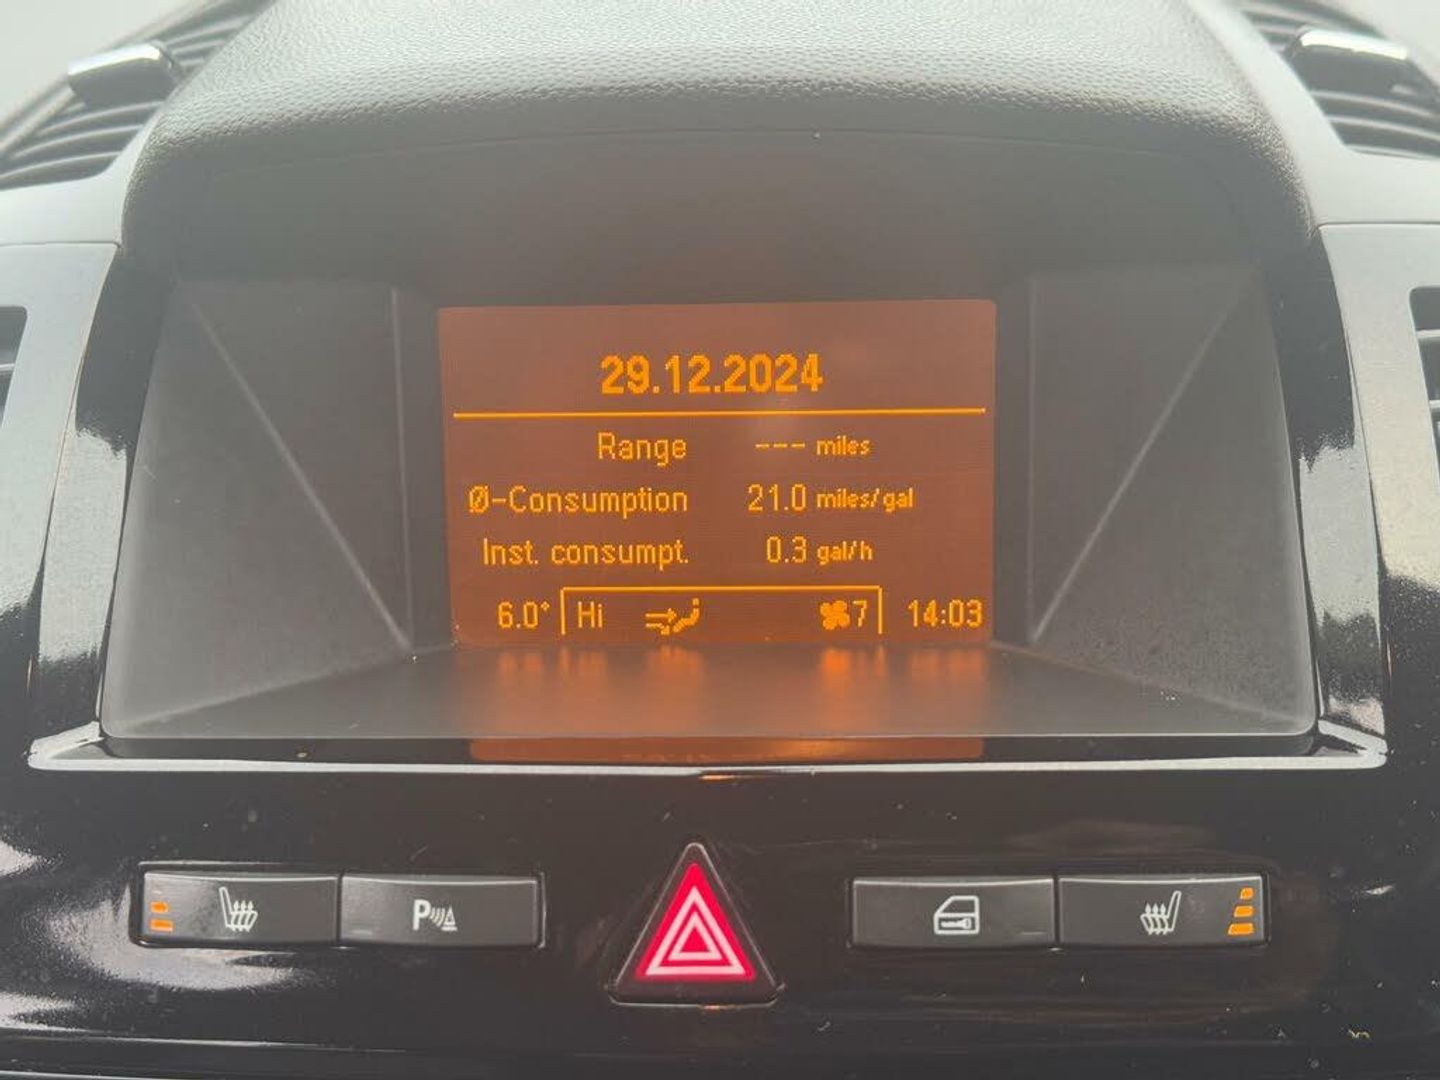 29.12.2024
Range --- miles
Ø-Consumption 21.0 miles/gal
Inst. consumpt. 0.3 gal/h
6.0° Hi 7 14:03
P